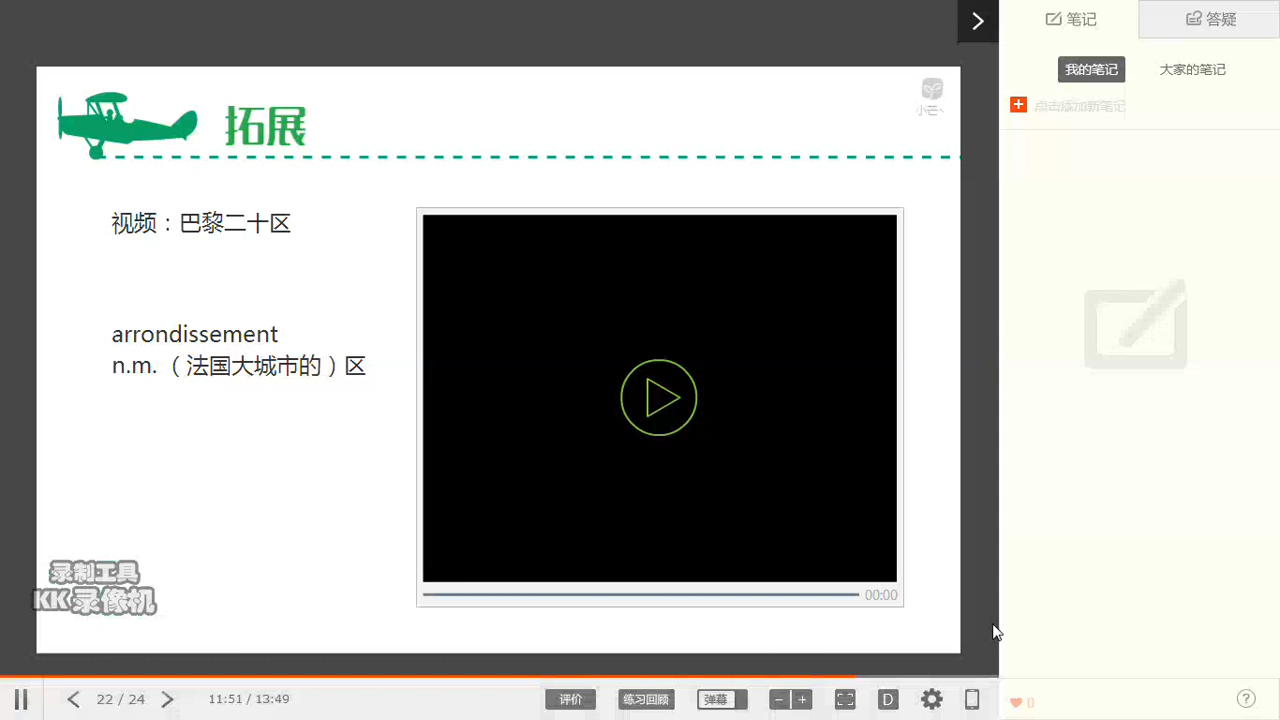 笔记
答疑
我的笔记
大家的笔记
点击添加新笔记
拓展
视频：巴黎二十区
arrondissement
n.m. （法国大城市的）区
00:00
录制工具
KK录像机
22 / 24
11:51 / 13:49
评价
练习回顾
弹幕
D
0